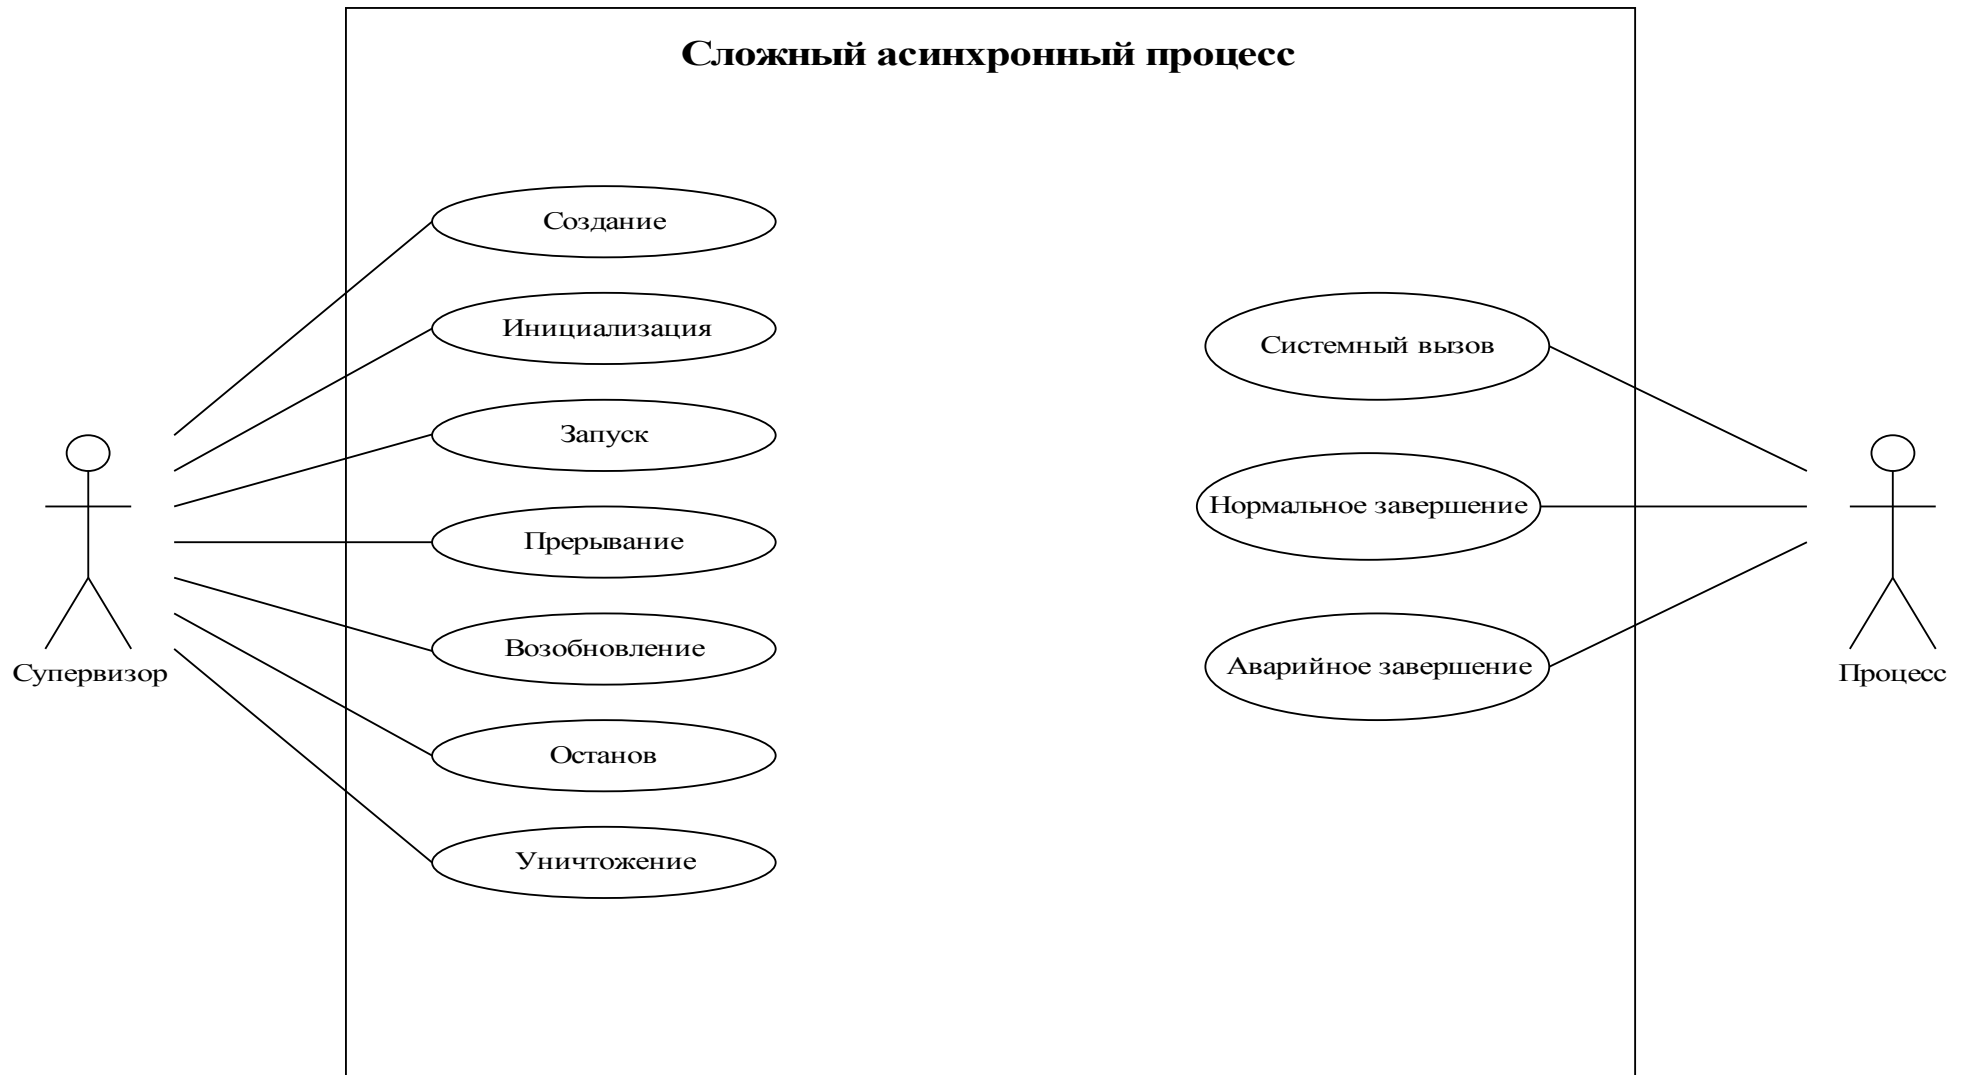 Сложный асинхронный процесс
Создание
Инициализация
Запуск
Прерывание
Возобновление
Останов
Уничтожение
Супервизор
Системный вызов
Нормальное завершение
Аварийное завершение
Процесс